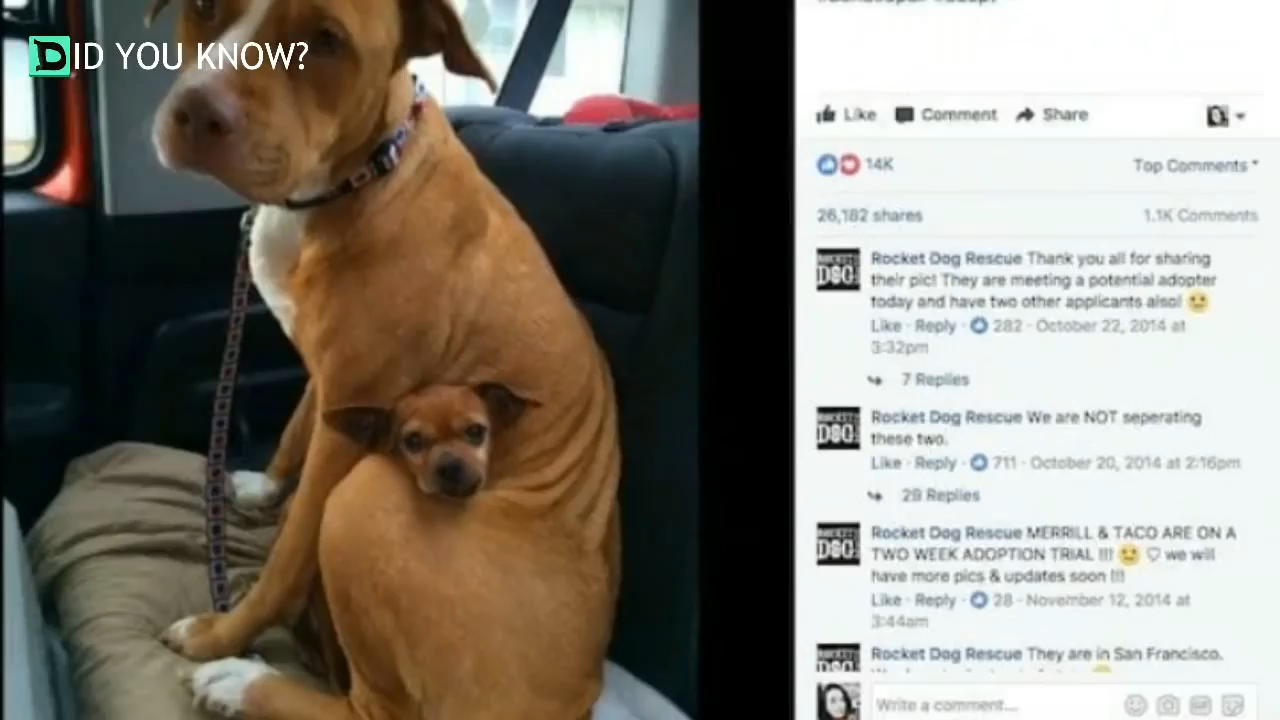 DID YOU KNOW?
Like Comment Share
14K
Top Comments
26,182 shares
1.1K Comments
Rocket Dog Rescue Thank you all for sharing
their pic! They are meeting a potential adopter
today and have two other applicants also!
Like · Reply · 282 · October 22, 2014 at
3:32pm
7 Replies
Rocket Dog Rescue We are NOT seperating
these two.
Like · Reply · 711 · October 20, 2014 at 2:16pm
29 Replies
Rocket Dog Rescue MERRILL & TACO ARE ON A
TWO WEEK ADOPTION TRIAL !!! we will
have more pics & updates soon !!!
Like · Reply · 28 · November 12, 2014 at
3:44am
Rocket Dog Rescue They are in San Francisco.
Write a comment...